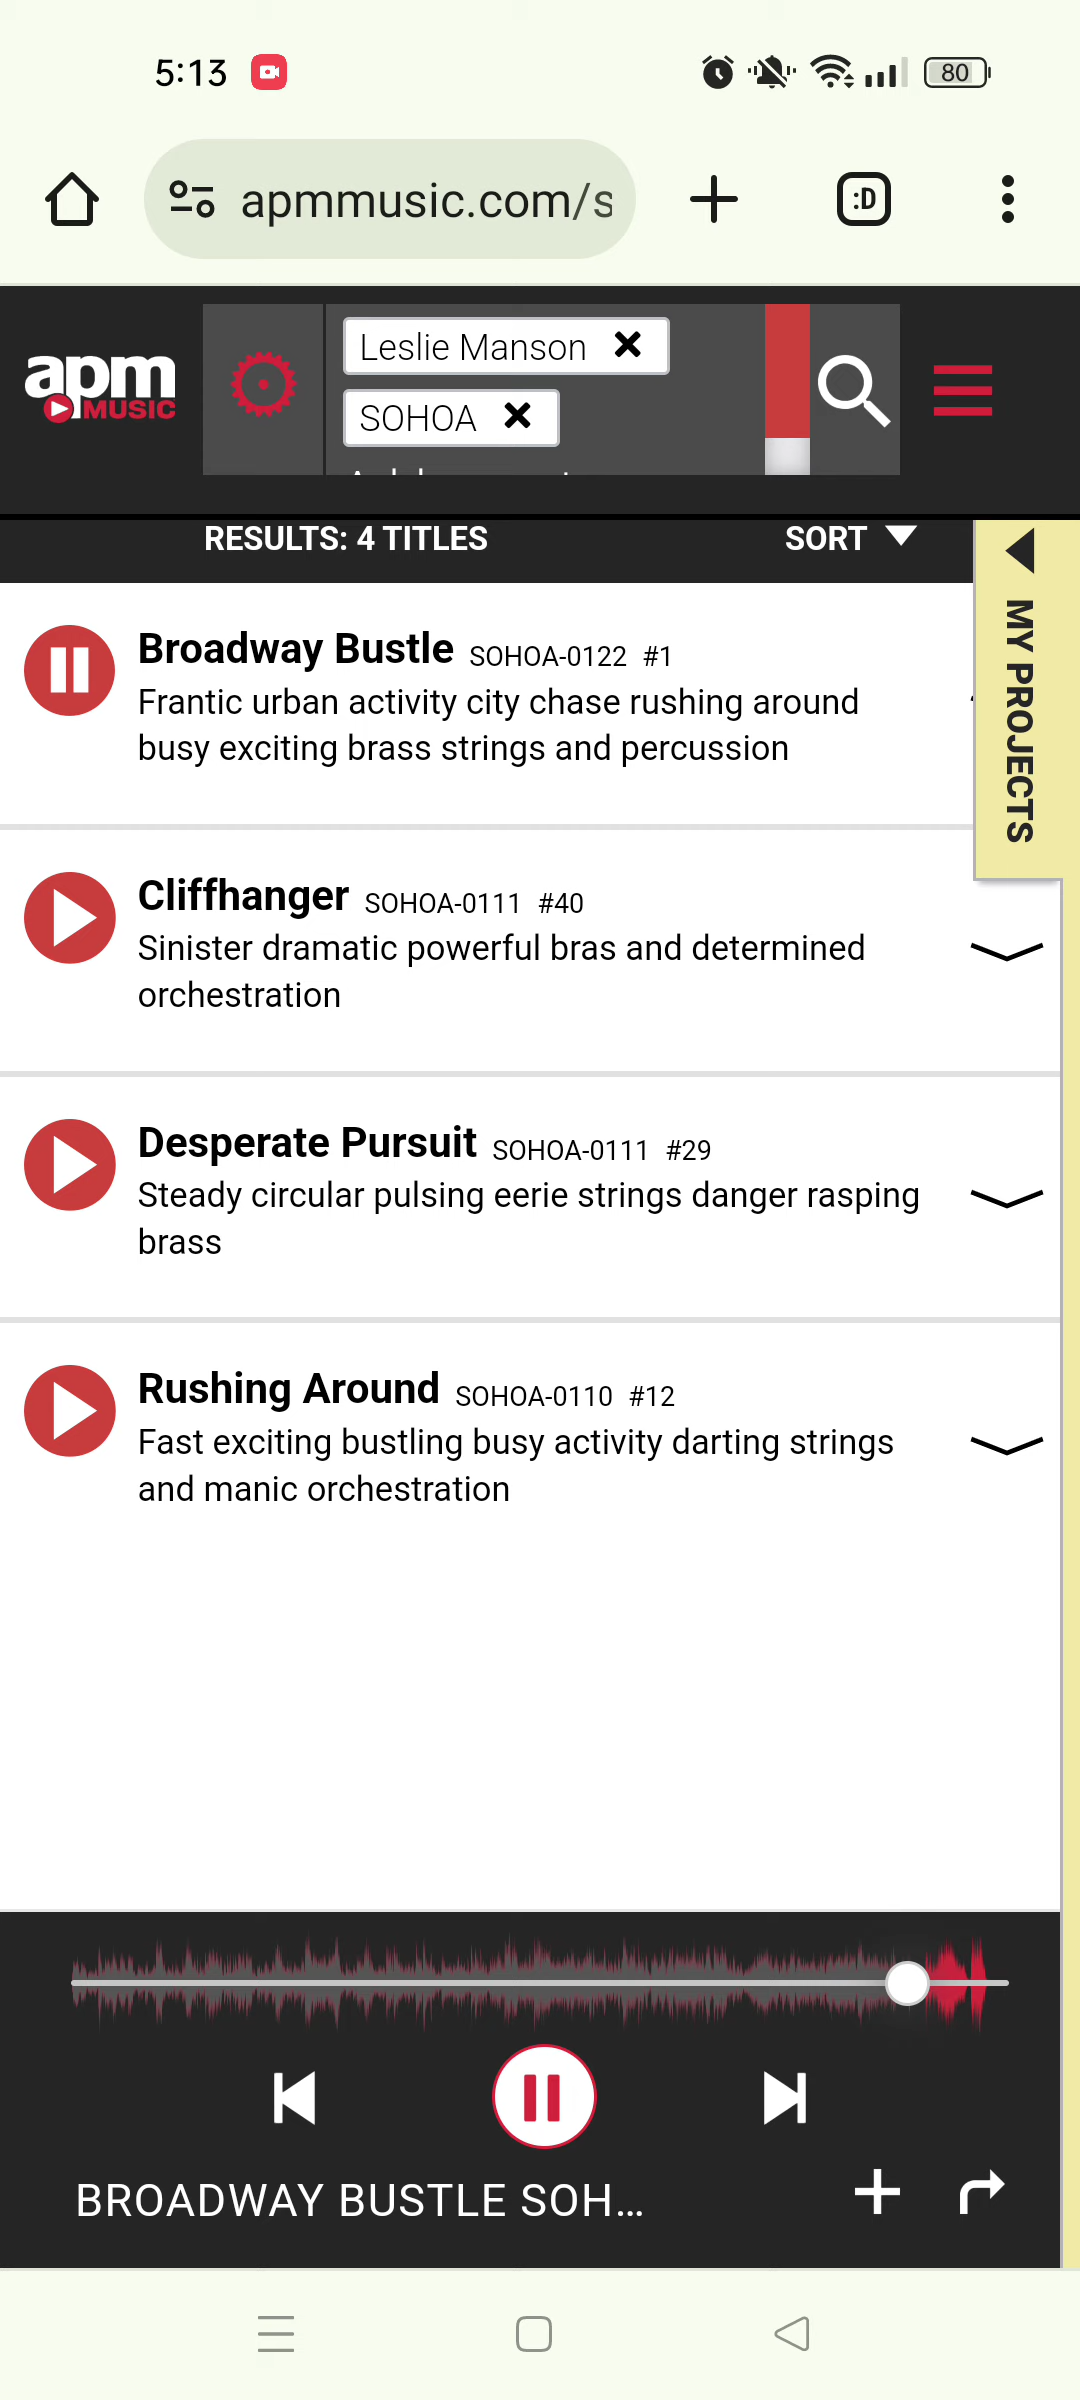 5:13
80
apmmusic.com/s
:D
apm
MUSIC
Leslie Manson
SOHOA
RESULTS: 4 TITLES
SORT
MY PROJECTS
Broadway Bustle SOHOA-0122 #1
Frantic urban activity city chase rushing around
busy exciting brass strings and percussion
Cliffhanger SOHOA-0111 #40
Sinister dramatic powerful bras and determined
orchestration
Desperate Pursuit SOHOA-0111 #29
Steady circular pulsing eerie strings danger rasping
brass
Rushing Around SOHOA-0110 #12
Fast exciting bustling busy activity darting strings
and manic orchestration
BROADWAY BUSTLE SOH...